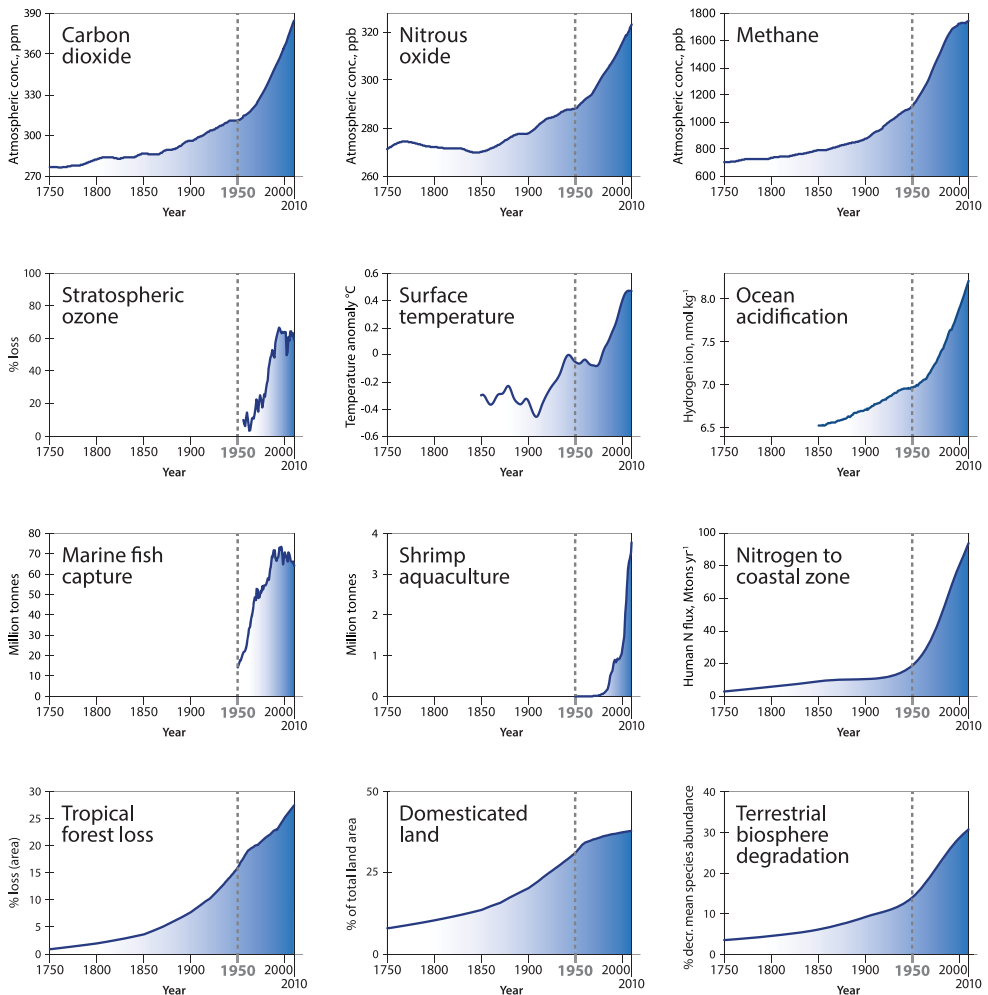 390
360
330
300
270
Atmospheric conc., ppm
Carbon
dioxide
1750 1800 1850 1900 1950 2000
2010
Year
320
300
280
260
Atmospheric conc., ppb
Nitrous
oxide
1750 1800 1850 1900 1950 2000
2010
Year
1800
1600
1400
1200
1000
800
600
Atmospheric conc., ppb
Methane
1750 1800 1850 1900 1950 2000
2010
Year
100
80
60
40
20
0
% loss
Stratospheric
ozone
1750 1800 1850 1900 1950 2000
2010
Year
0.6
0.4
0.2
0
-0.2
-0.4
-0.6
Temperature anomaly °C
Surface
temperature
1750 1800 1850 1900 1950 2000
2010
Year
8.0
7.5
7.0
6.5
Hydrogen ion, nmol kg⁻¹
Ocean
acidification
1750 1800 1850 1900 1950 2000
2010
Year
80
70
60
50
40
30
20
10
0
Million tonnes
Marine fish
capture
1750 1800 1850 1900 1950 2000
2010
Year
4
3
2
1
0
Million tonnes
Shrimp
aquaculture
1750 1800 1850 1900 1950 2000
2010
Year
100
80
60
40
20
0
Human N flux, Mtons yr⁻¹
Nitrogen to
coastal zone
1750 1800 1850 1900 1950 2000
2010
Year
30
25
20
15
10
5
0
% loss (area)
Tropical
forest loss
1750 1800 1850 1900 1950 2000
2010
Year
50
25
0
% of total land area
Domesticated
land
1750 1800 1850 1900 1950 2000
2010
Year
40
30
20
10
0
% decr. mean species abundance
Terrestrial
biosphere
degradation
1750 1800 1850 1900 1950 2000
2010
Year